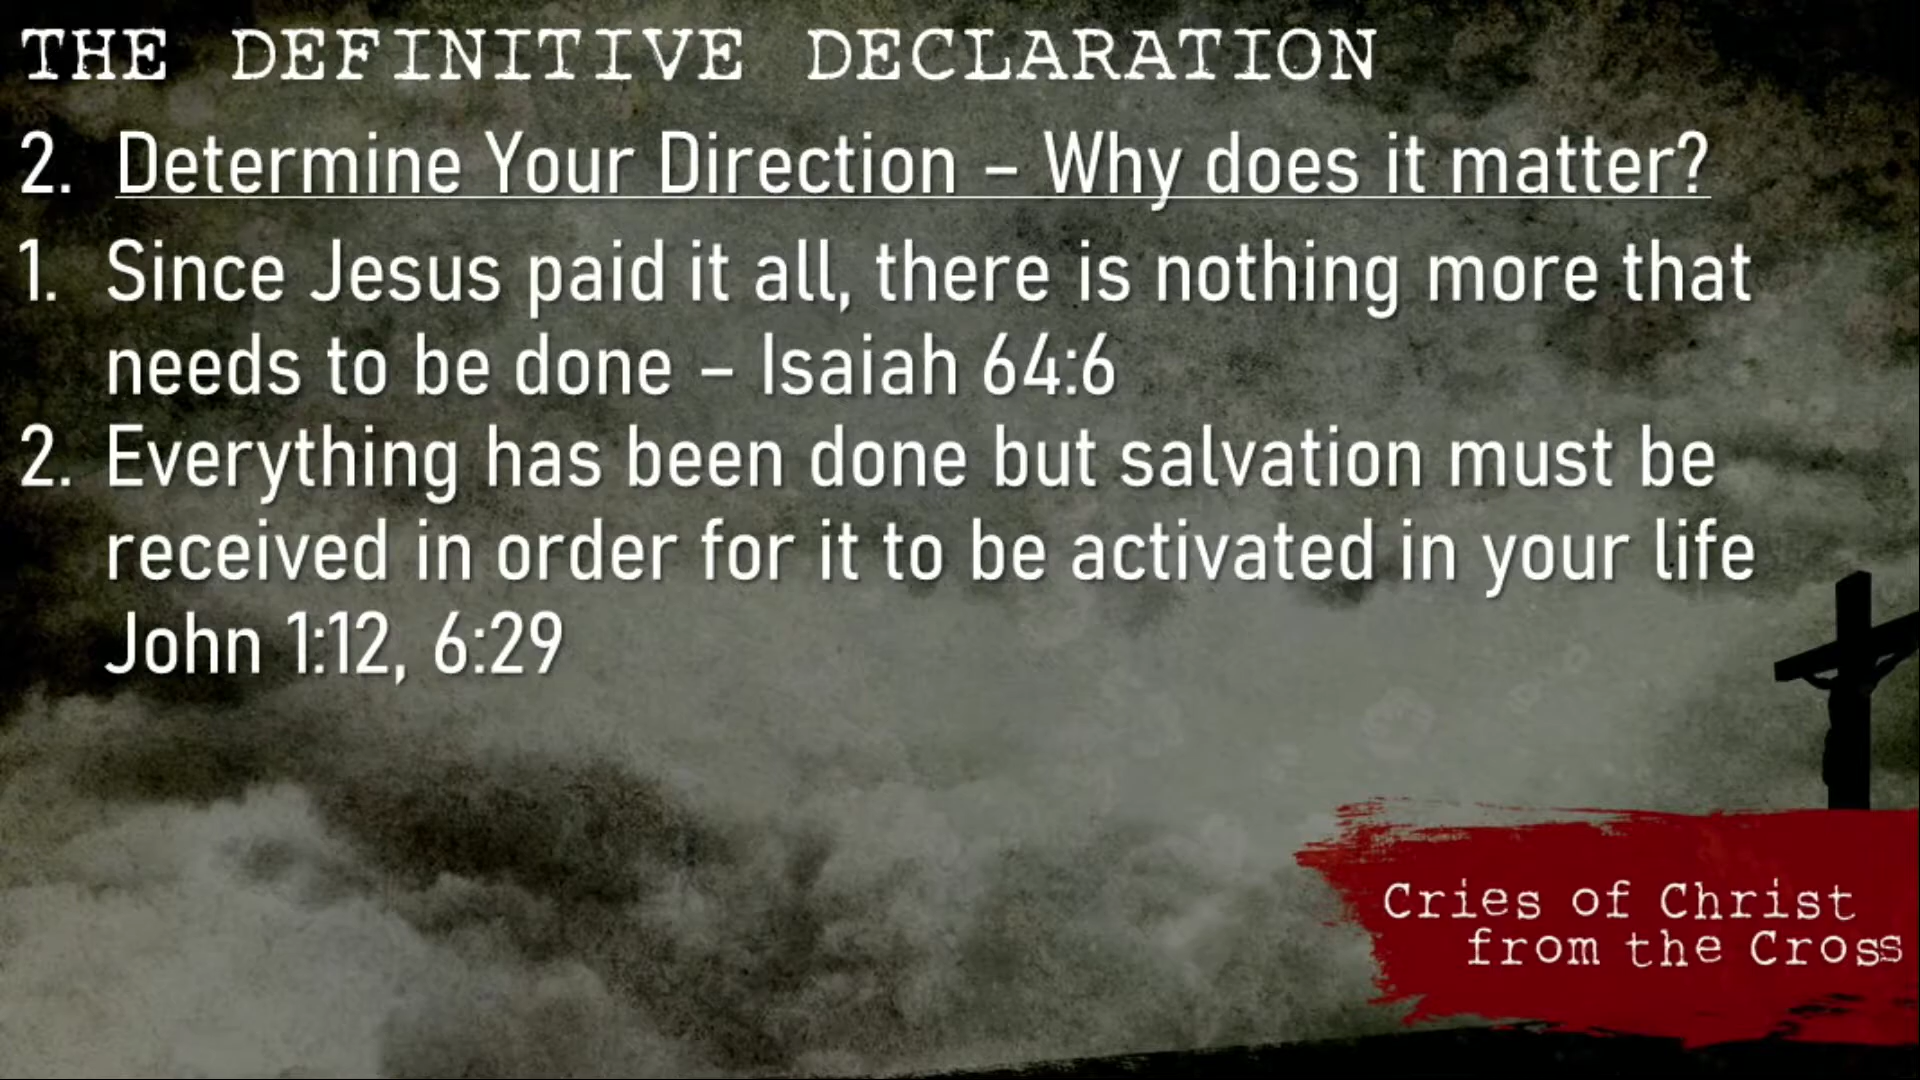 THE DEFINITIVE DECLARATION
2. Determine Your Direction – Why does it matter?
1. Since Jesus paid it all, there is nothing more that
needs to be done – Isaiah 64:6
2. Everything has been done but salvation must be
received in order for it to be activated in your life
John 1:12, 6:29
Cries of Christ
from the Cross